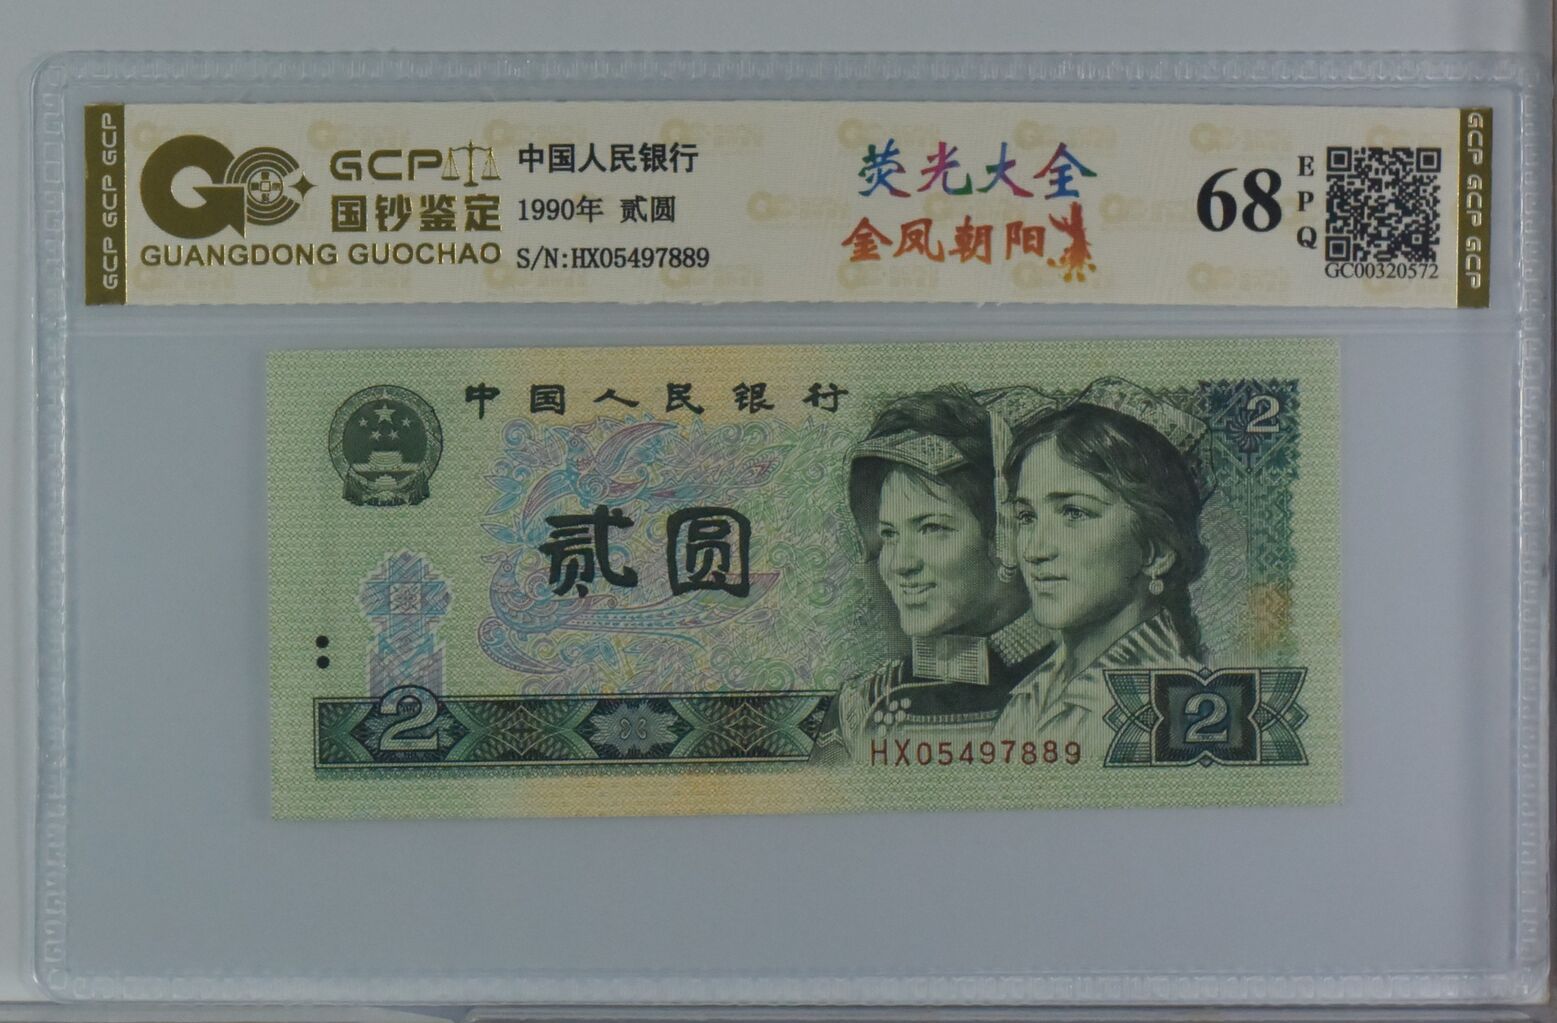 GCP GCP GCP
GCP
国钞鉴定
GUANGDONG GUOCHAO
中国人民银行
1990年 贰圆
S/N:HX05497889
荧光大全
金凤朝阳
68
EPQ
GC00320572
GCP GCP GCP
中国人民银行
2
贰圆
2
HX05497889
2